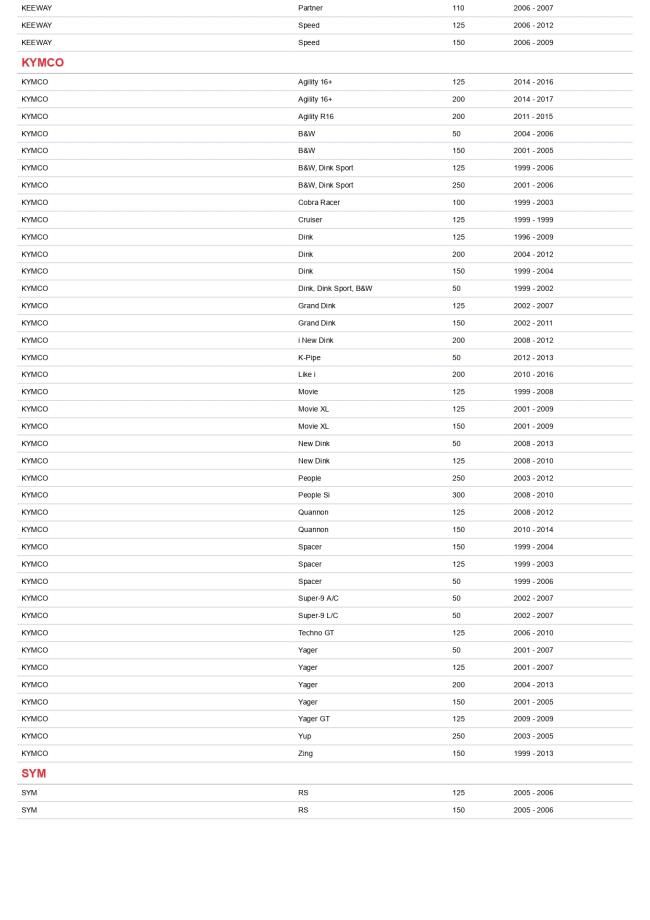 KEEWAY Partner 110 2006 - 2007
KEEWAY Speed 125 2006 - 2012
KEEWAY Speed 150 2006 - 2009
KYMCO
KYMCO Agility 16+ 125 2014 - 2016
KYMCO Agility 16+ 200 2014 - 2017
KYMCO Agility R16 200 2011 - 2015
KYMCO B&W 50 2004 - 2006
KYMCO B&W 150 2001 - 2005
KYMCO B&W, Dink Sport 125 1999 - 2006
KYMCO B&W, Dink Sport 250 2001 - 2006
KYMCO Cobra Racer 100 1999 - 2003
KYMCO Cruiser 125 1999 - 1999
KYMCO Dink 125 1996 - 2009
KYMCO Dink 200 2004 - 2012
KYMCO Dink 150 1999 - 2004
KYMCO Dink, Dink Sport, B&W 50 1999 - 2002
KYMCO Grand Dink 125 2002 - 2007
KYMCO Grand Dink 150 2002 - 2011
KYMCO i New Dink 200 2008 - 2012
KYMCO K-Pipe 50 2012 - 2013
KYMCO Like i 200 2010 - 2016
KYMCO Movie 125 1999 - 2008
KYMCO Movie XL 125 2001 - 2009
KYMCO Movie XL 150 2001 - 2009
KYMCO New Dink 50 2008 - 2013
KYMCO New Dink 125 2008 - 2010
KYMCO People 250 2003 - 2012
KYMCO People Si 300 2008 - 2010
KYMCO Quannon 125 2008 - 2012
KYMCO Quannon 150 2010 - 2014
KYMCO Spacer 150 1999 - 2004
KYMCO Spacer 125 1999 - 2003
KYMCO Spacer 50 1999 - 2006
KYMCO Super-9 A/C 50 2002 - 2007
KYMCO Super-9 L/C 50 2002 - 2007
KYMCO Techno GT 125 2006 - 2010
KYMCO Yager 50 2001 - 2007
KYMCO Yager 125 2001 - 2007
KYMCO Yager 200 2004 - 2013
KYMCO Yager 150 2001 - 2005
KYMCO Yager GT 125 2009 - 2009
KYMCO Yup 250 2003 - 2005
KYMCO Zing 150 1999 - 2013
SYM
SYM RS 125 2005 - 2006
SYM RS 150 2005 - 2006